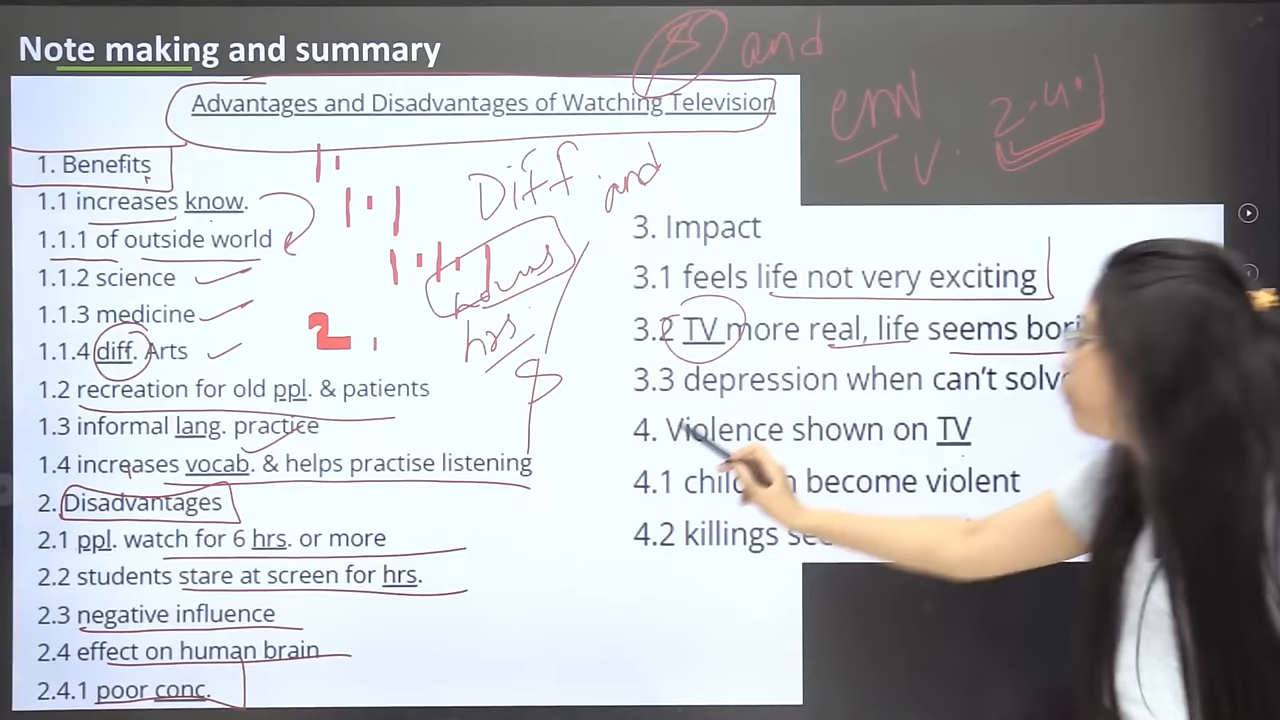 Note making and summary
and
Advantages and Disadvantages of Watching Television
env
TV.
2.4.1
1. Benefits
1.1 increases know.
1.1.1 of outside world
1.1.2 science
1.1.3 medicine
1.1.4 diff. Arts
1.2 recreation for old ppl. & patients
1.3 informal lang. practice
1.4 increases vocab. & helps practise listening
2. Disadvantages
2.1 ppl. watch for 6 hrs. or more
2.2 students stare at screen for hrs.
2.3 negative influence
2.4 effect on human brain
2.4.1 poor conc.
Diff and
hrs.
&
2.
3. Impact
3.1 feels life not very exciting
3.2 TV more real, life seems
3.3 depression when can't
4. Violence shown on TV
4.1 children become violent
4.2 killings